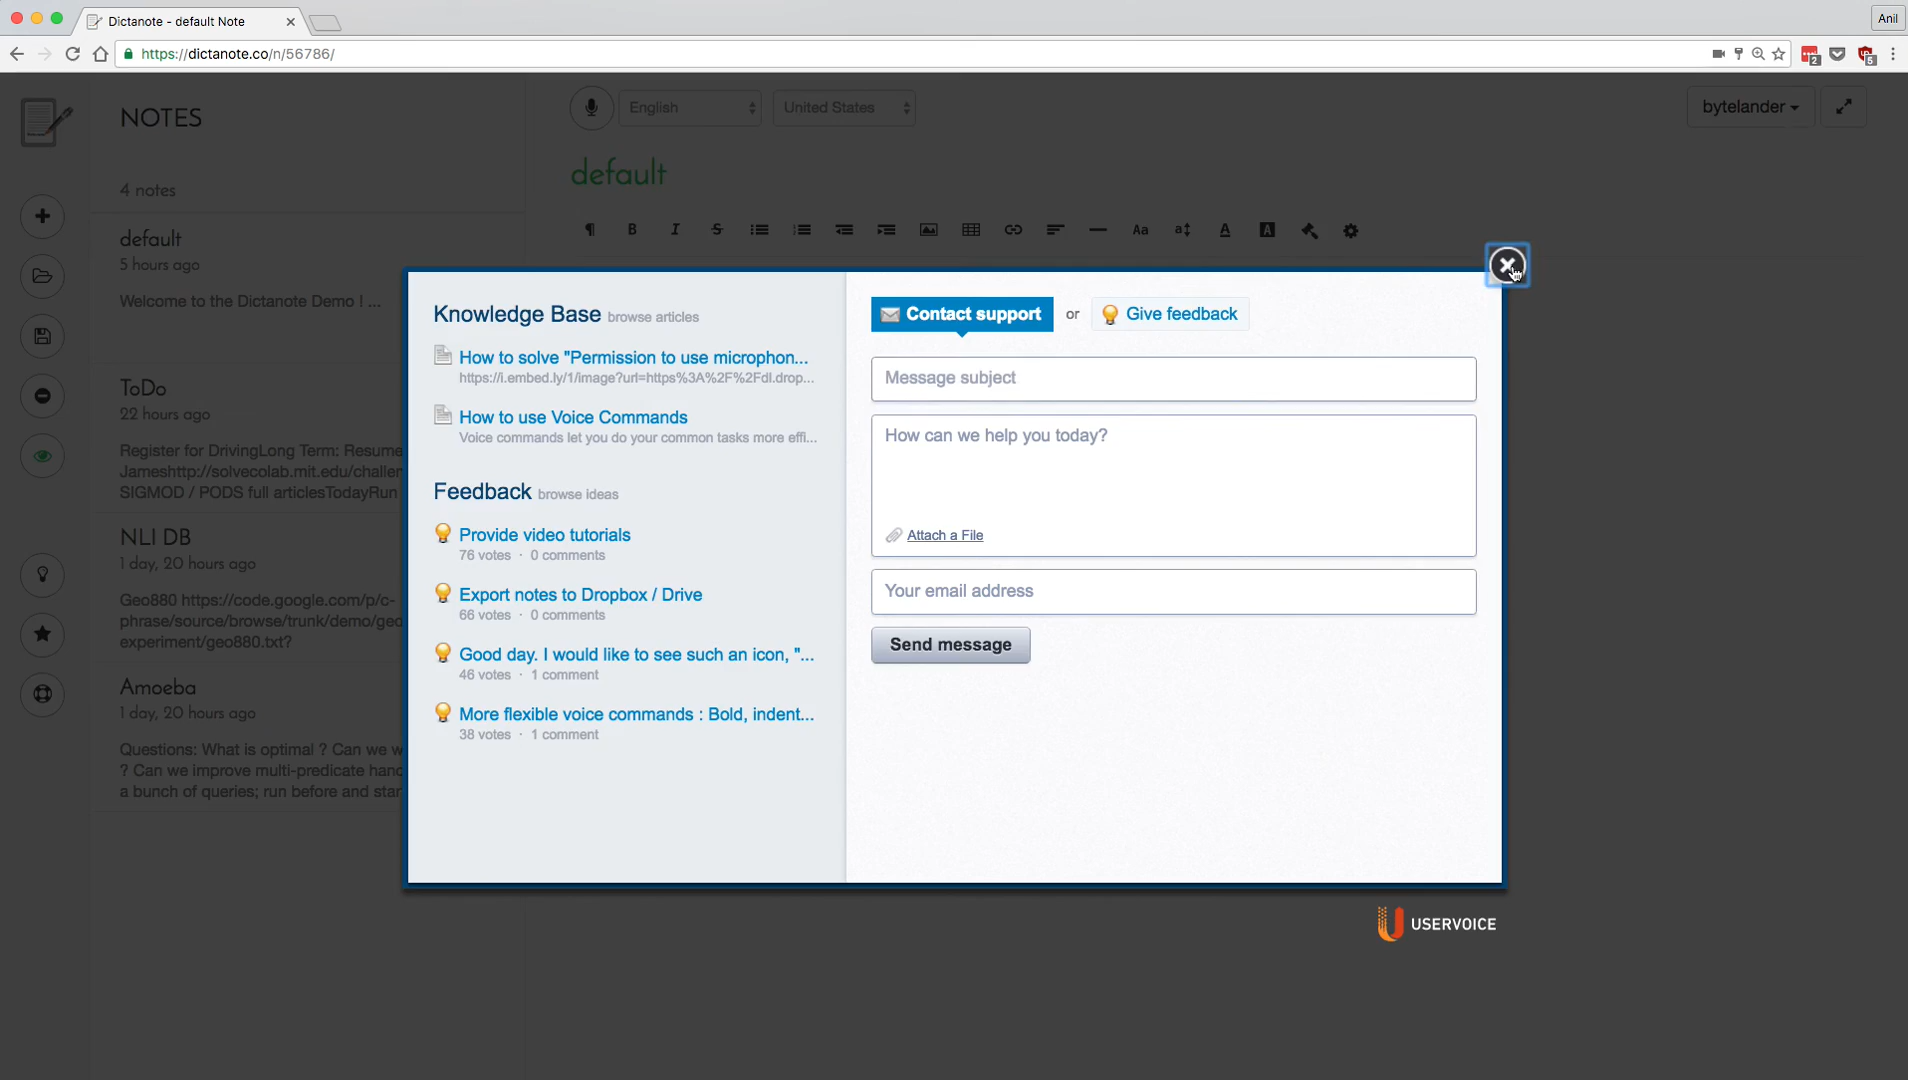 Dictanote - default Note
Anil
https://dictanote.co/n/56786/
2
5
NOTES
English
United States
bytelander
4 notes
default
B
I
S
Aa
A
A
default
5 hours ago
Welcome to the Dictanote Demo ! ...
ToDo
22 hours ago
Register for DrivingLong Term: Resume
Jameshttp://solvecolab.mit.edu/challen
SIGMOD / PODS full articlesTodayRun
NLI DB
1 day, 20 hours ago
Geo880 https://code.google.com/p/c-
phrase/source/browse/trunk/demo/geo
experiment/geo880.txt?
Amoeba
1 day, 20 hours ago
Questions: What is optimal ? Can we w
? Can we improve multi-predicate hand
a bunch of queries; run before and star
Knowledge Base browse articles
How to solve "Permission to use microphon...
https://i.embed.ly/1/image?url=https%3A%2F%2Fdl.drop...
How to use Voice Commands
Voice commands let you do your common tasks more effi...
Feedback browse ideas
Provide video tutorials
76 votes · 0 comments
Export notes to Dropbox / Drive
66 votes · 0 comments
Good day. I would like to see such an icon, "...
46 votes · 1 comment
More flexible voice commands : Bold, indent...
38 votes · 1 comment
Contact support or Give feedback
Message subject
How can we help you today?
Attach a File
Your email address
Send message
USERVOICE